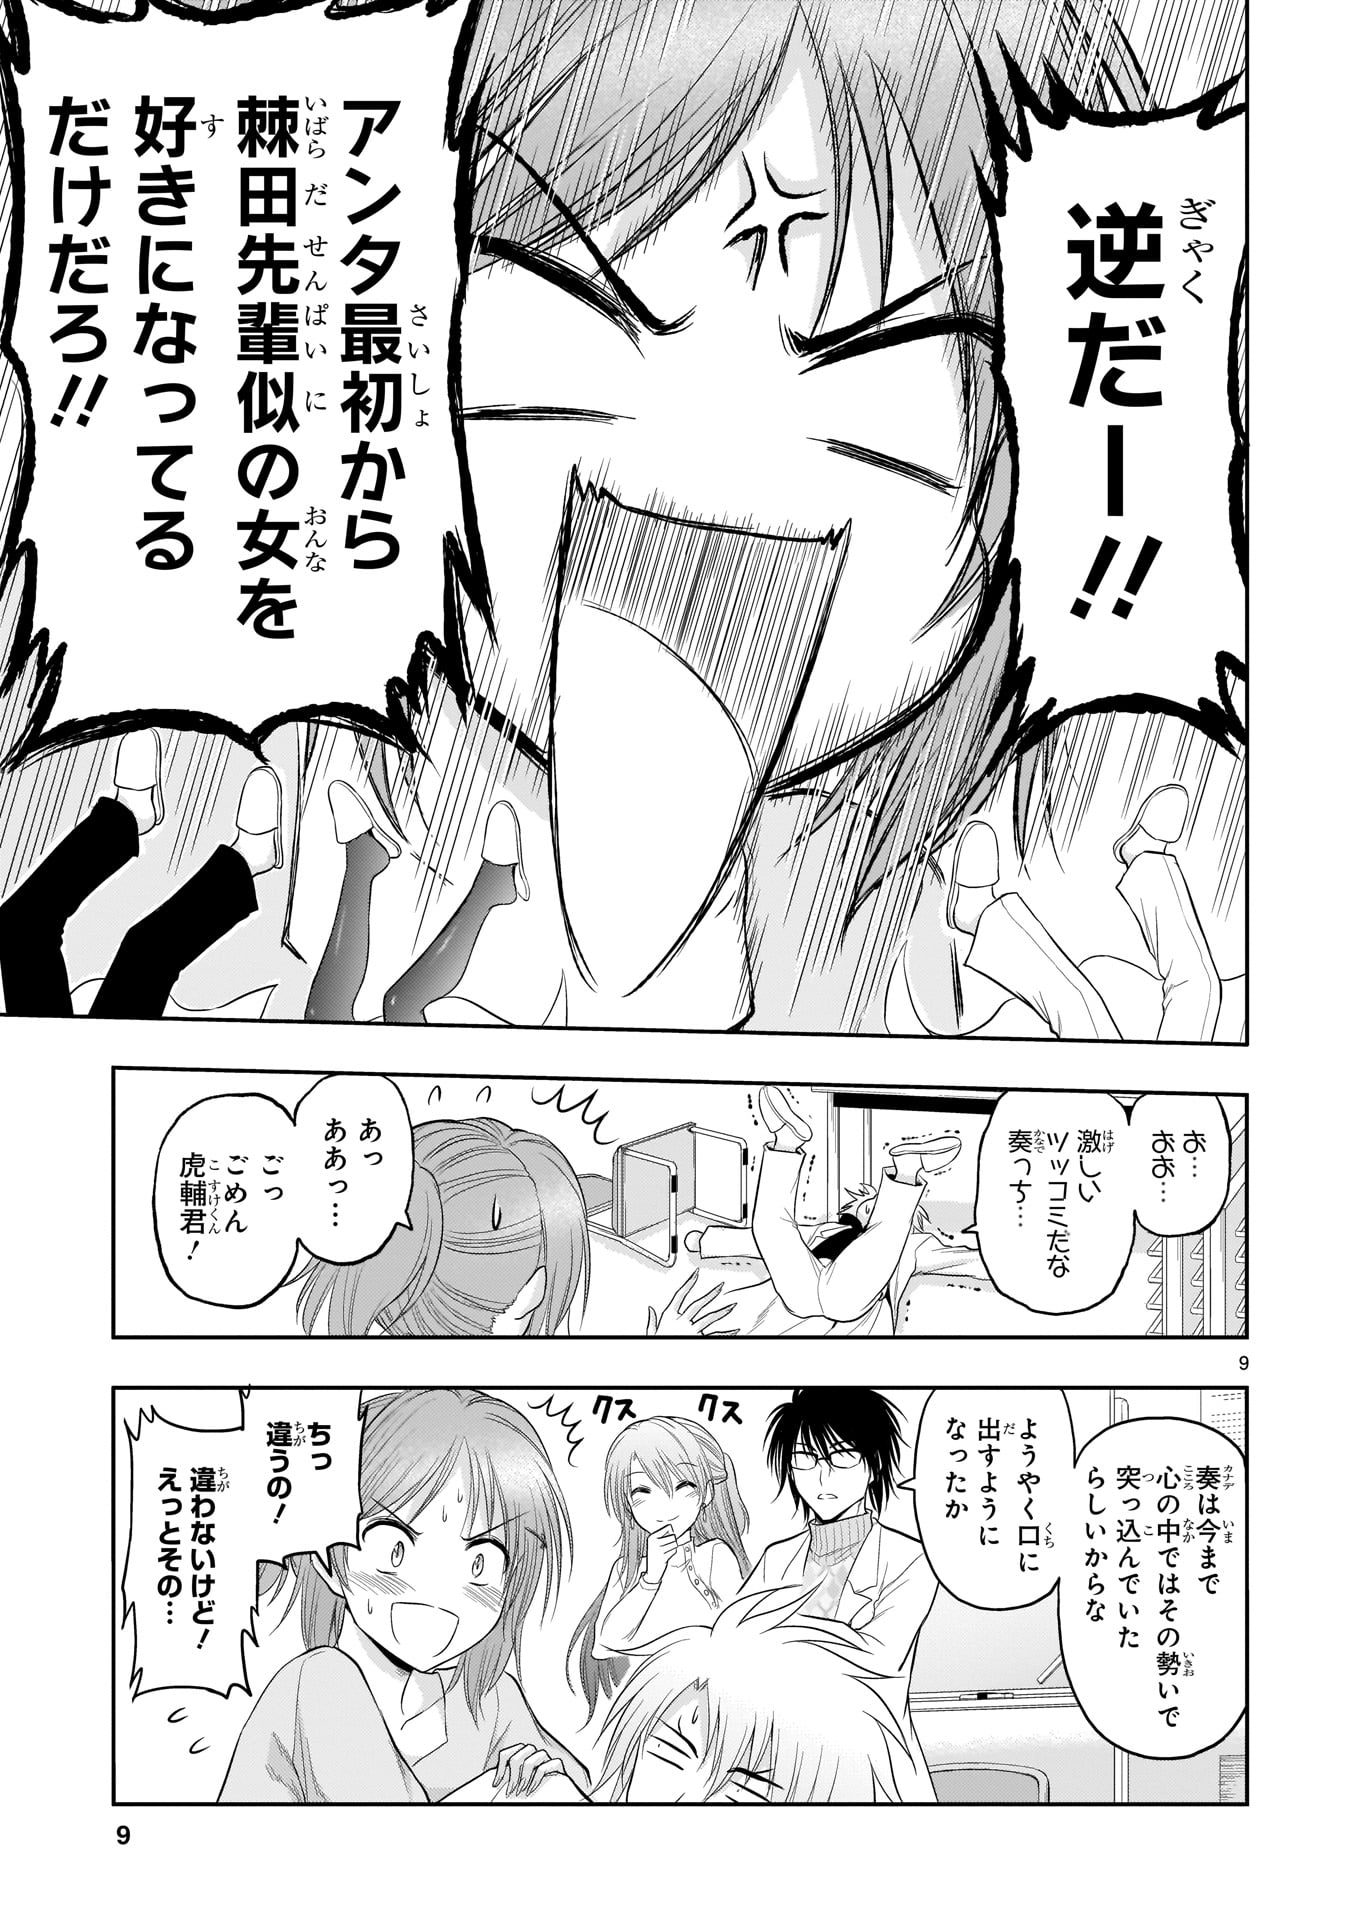 逆だー!!
アンタ最初から
棘田先輩似の女を
好きになってる
だけだろ!!
お…
おお…
激しい
ツッコミだな
奏っち…
あっ
ああっ…
ごっ
ごめん
虎輔君!
9
奏は今まで
心の中ではその勢いで
突っ込んでいた
らしいからな
ようやく口に
出すように
なったか
クス
クス
ちっ
違うの!
違わないけど!
えっとその…
9